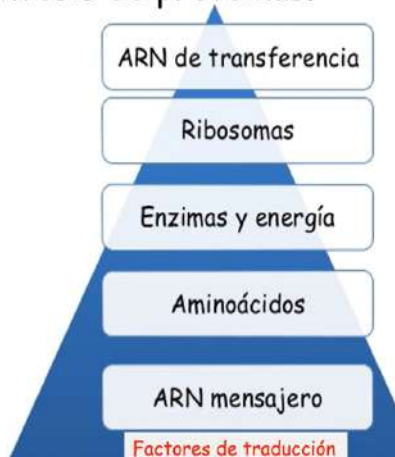 ARN de transferencia
Ribosomas
Enzimas y energía
Aminoácidos
ARN mensajero
Factores de traducción